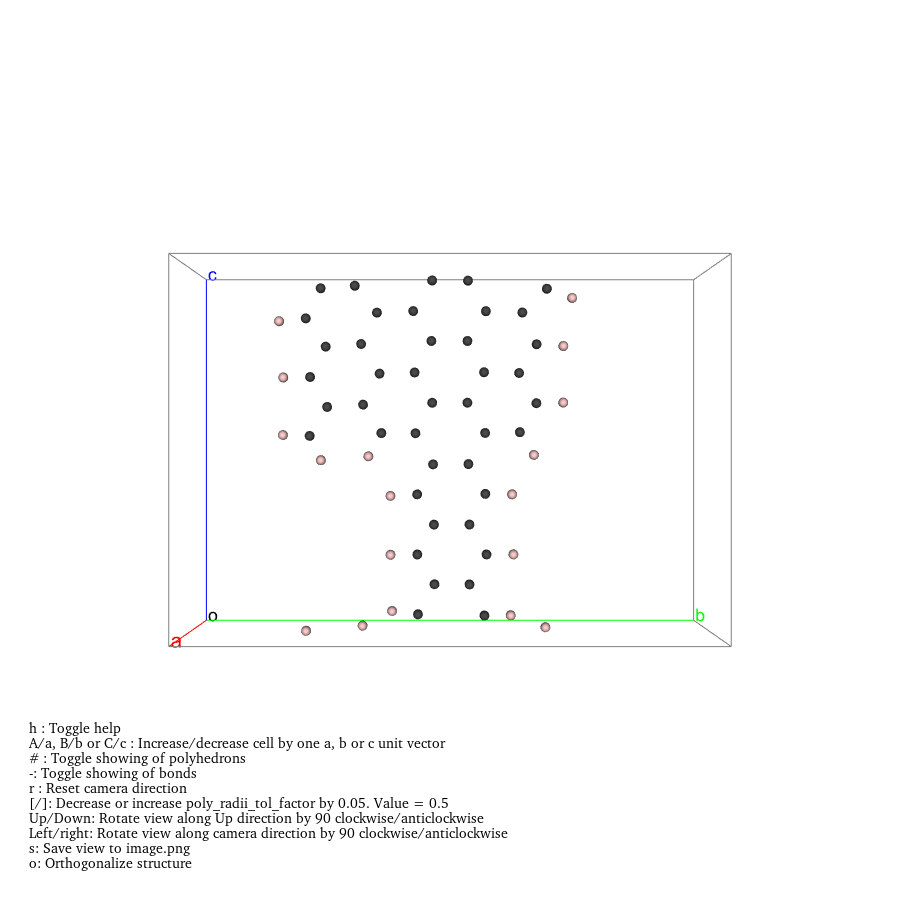 c
o
b
a
h : Toggle help
A/a, B/b or C/c : Increase/decrease cell by one a, b or c unit vector
# : Toggle showing of polyhedrons
-: Toggle showing of bonds
r : Reset camera direction
[/]: Decrease or increase poly_radii_tol_factor by 0.05. Value = 0.5
Up/Down: Rotate view along Up direction by 90 clockwise/anticlockwise
Left/right: Rotate view along camera direction by 90 clockwise/anticlockwise
s: Save view to image.png
o: Orthogonalize structure